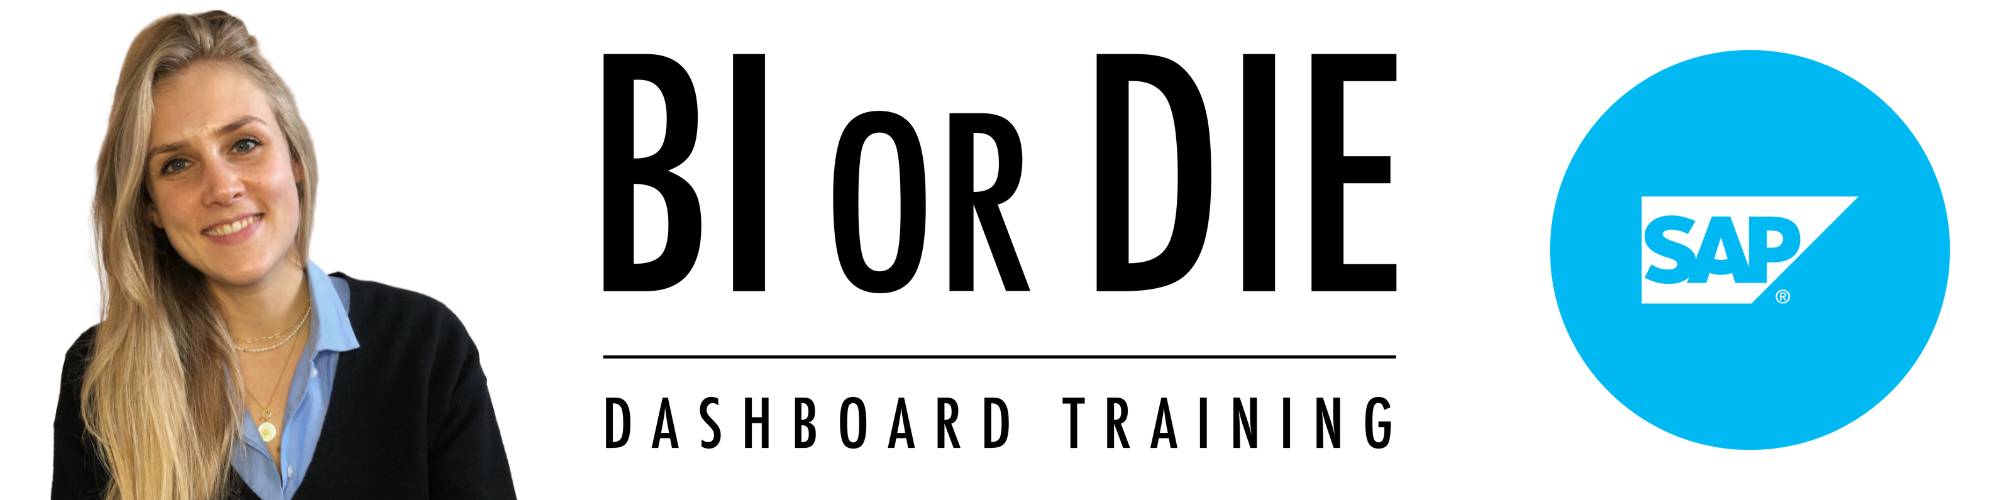 BI OR DIE
DASHBOARD TRAINING
SAP®